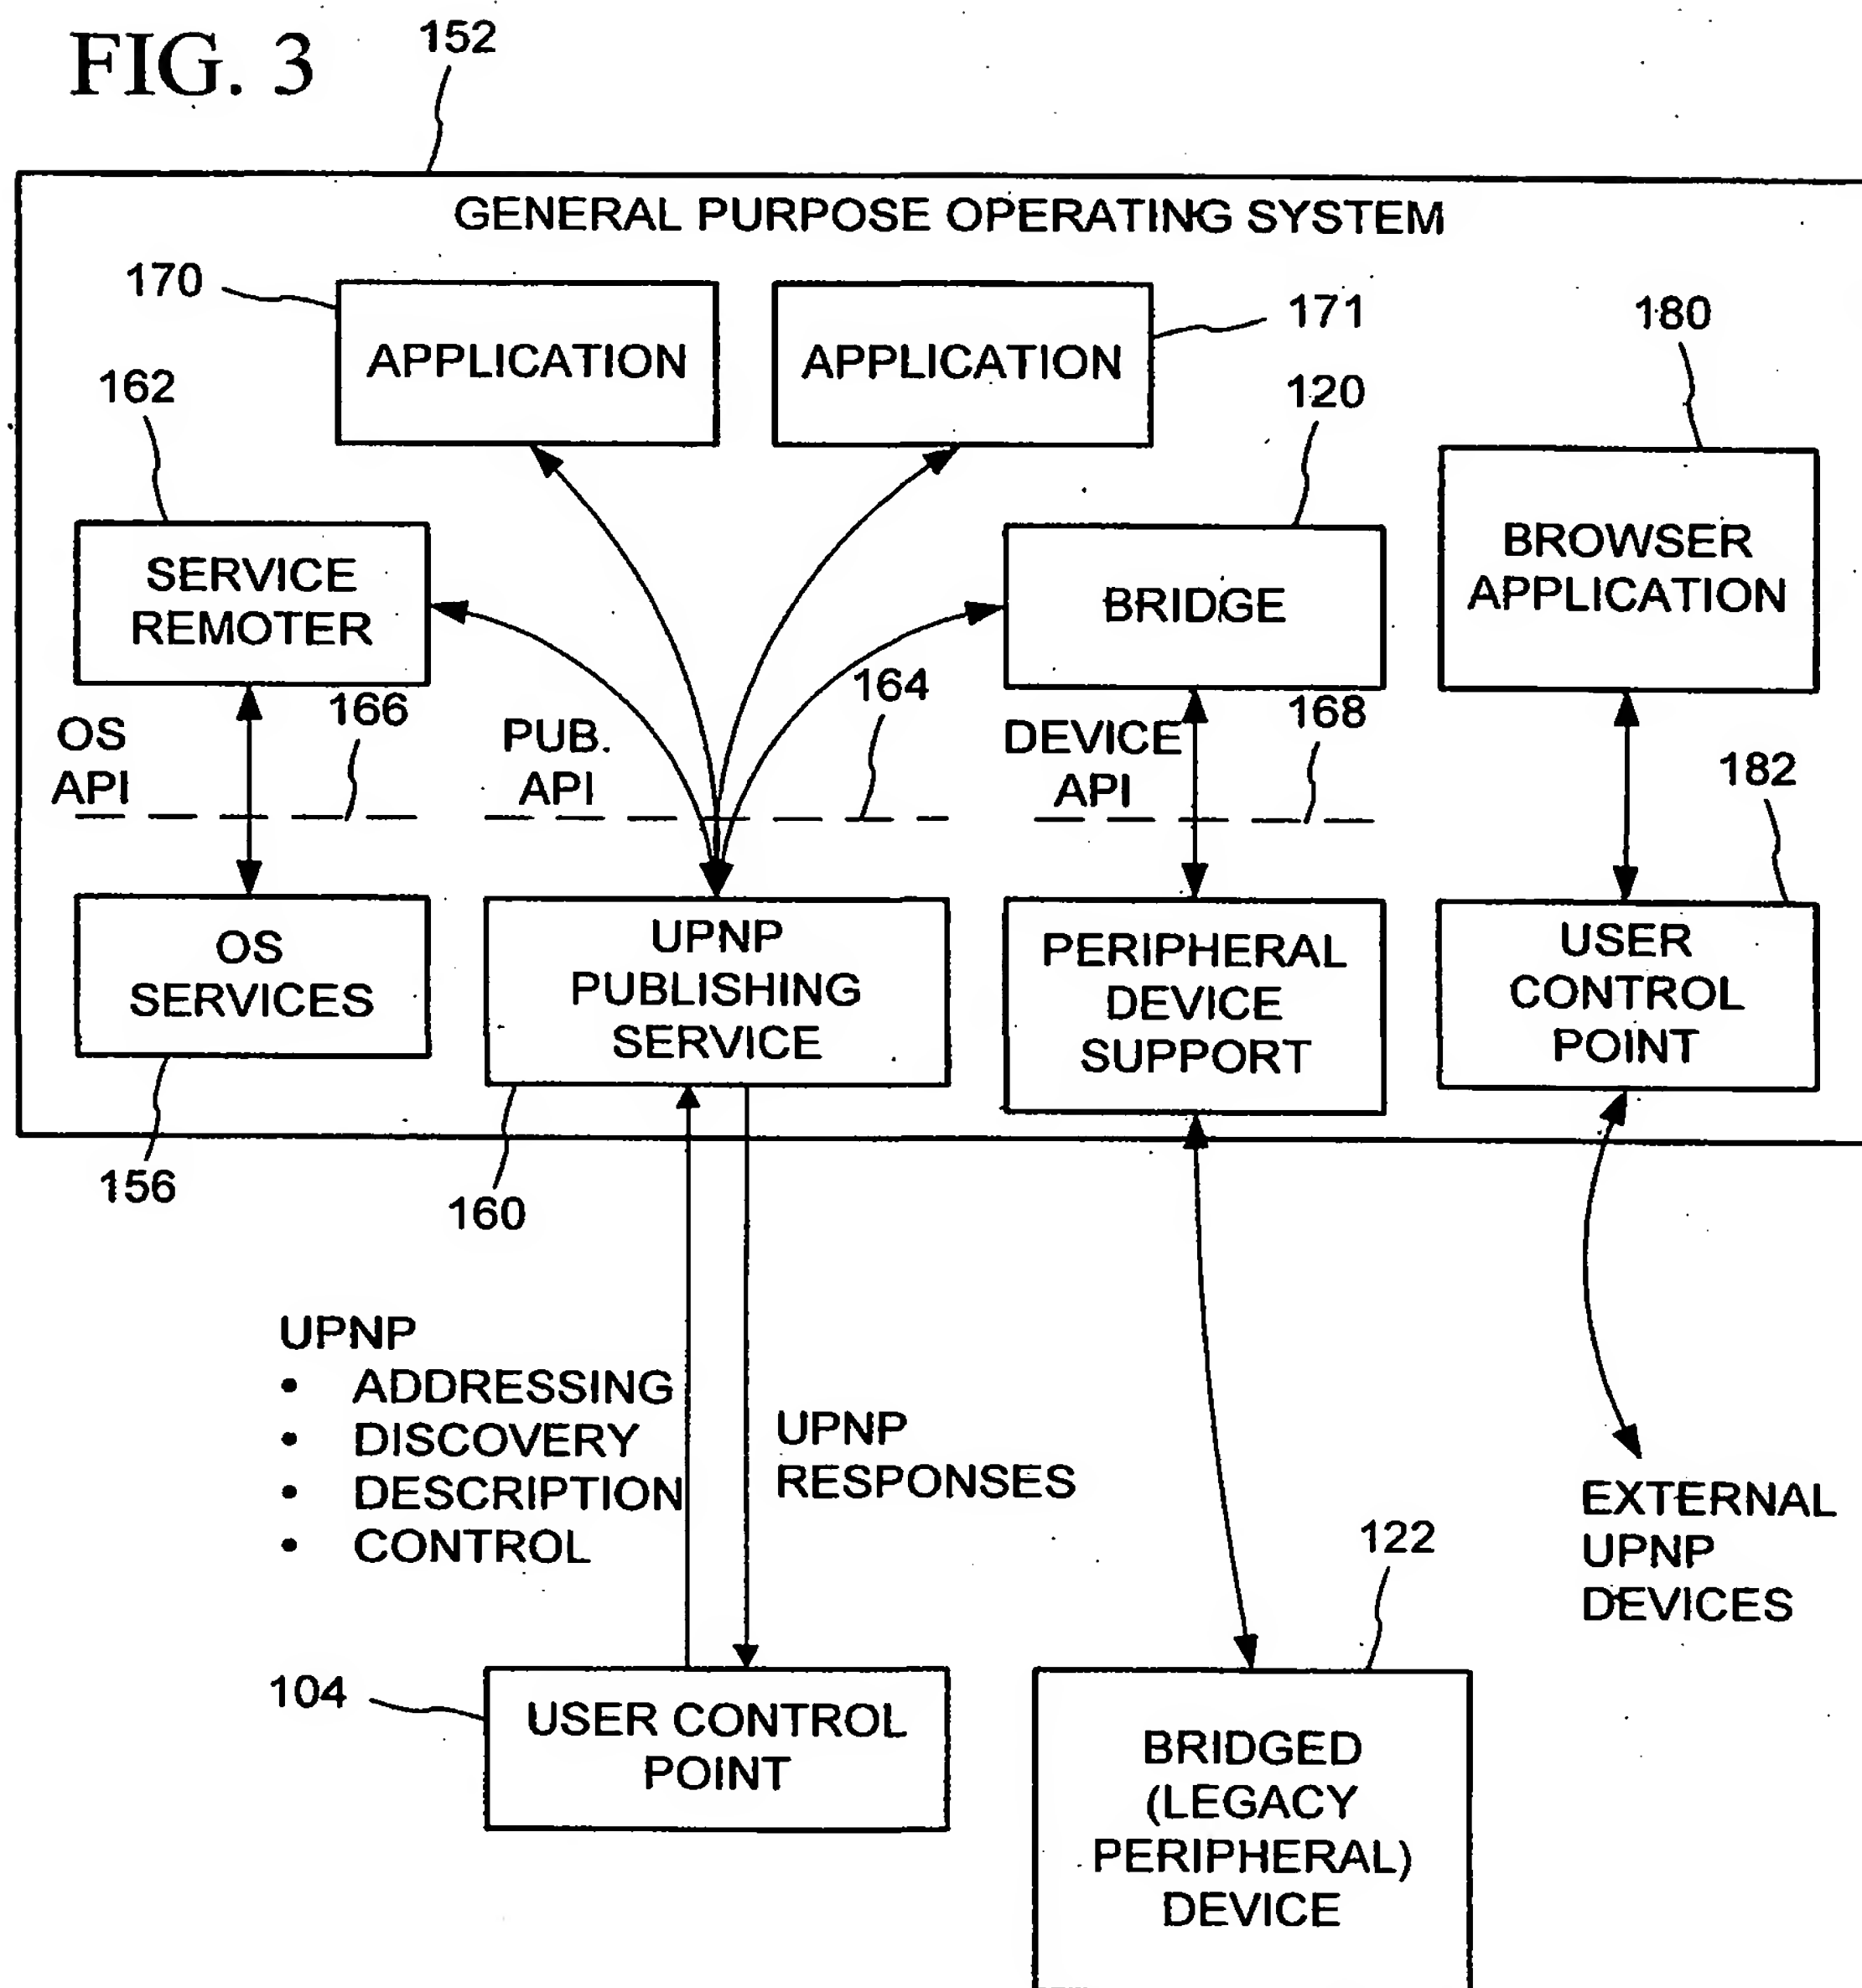 FIG. 3
152
GENERAL PURPOSE OPERATING SYSTEM
170
APPLICATION
APPLICATION
171
180
162
120
SERVICE
REMOTER
BRIDGE
BROWSER
APPLICATION
OS
API
166
PUB.
API
164
DEVICE
API
168
182
OS
SERVICES
UPNP
PUBLISHING
SERVICE
PERIPHERAL
DEVICE
SUPPORT
USER
CONTROL
POINT
156
160
UPNP
• ADDRESSING
• DISCOVERY
• DESCRIPTION
• CONTROL
UPNP
RESPONSES
EXTERNAL
UPNP
DEVICES
122
104
USER CONTROL
POINT
BRIDGED
(LEGACY
PERIPHERAL)
DEVICE